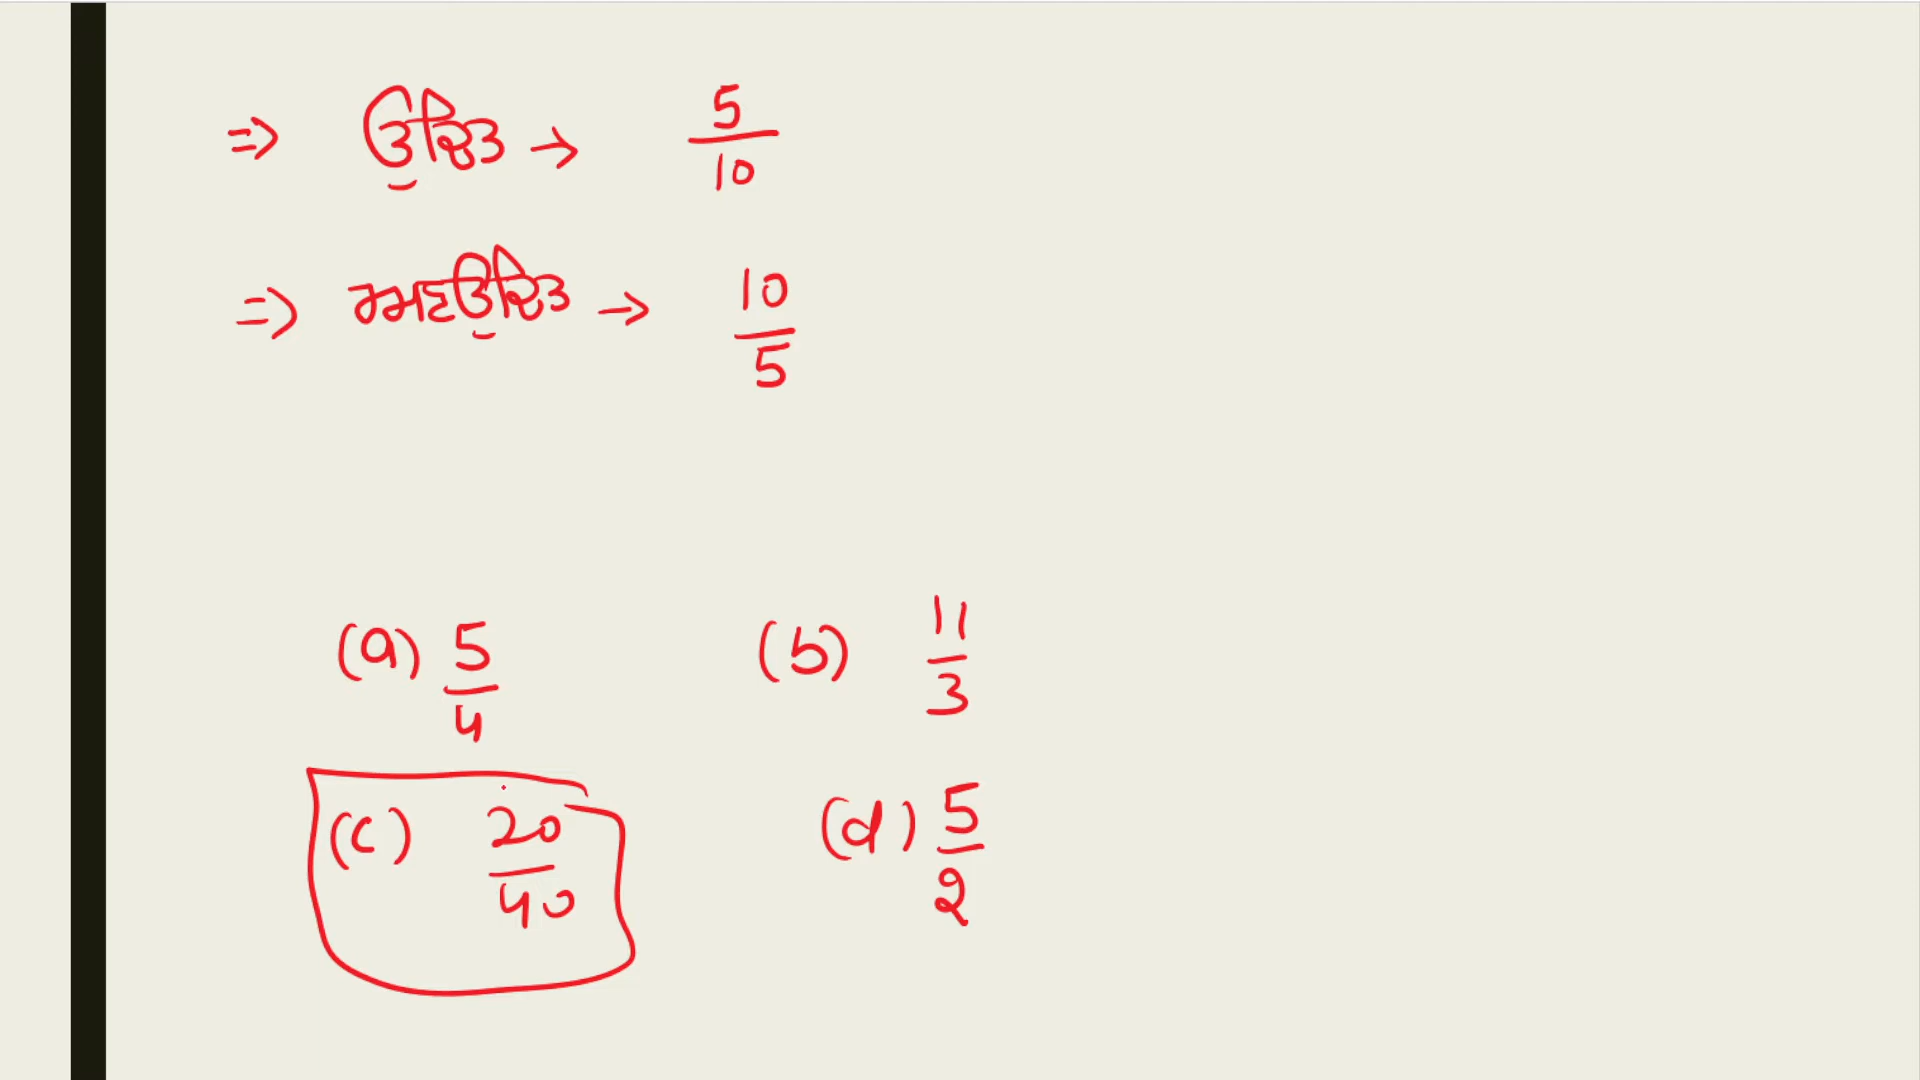 ⇒ ਉਚਿਤ → 5/10
⇒ ਅਣਉਚਿਤ → 10/5
(a) 5/4 (b) 11/3
(c) 20/40 (d) 5/2